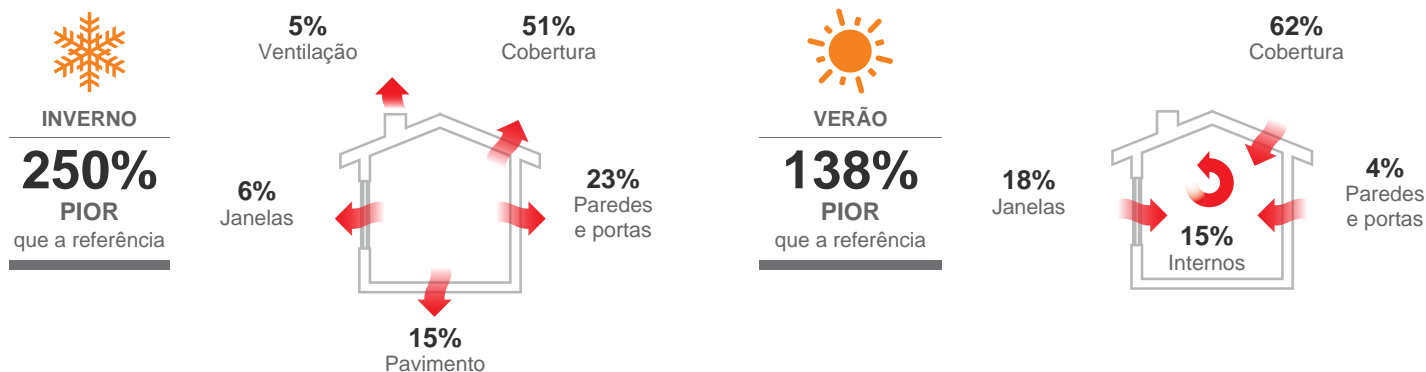 INVERNO
250%
PIOR
que a referência
5%
Ventilação
51%
Cobertura
6%
Janelas
23%
Paredes
e portas
15%
Pavimento
VERÃO
138%
PIOR
que a referência
62%
Cobertura
18%
Janelas
4%
Paredes
e portas
15%
Internos